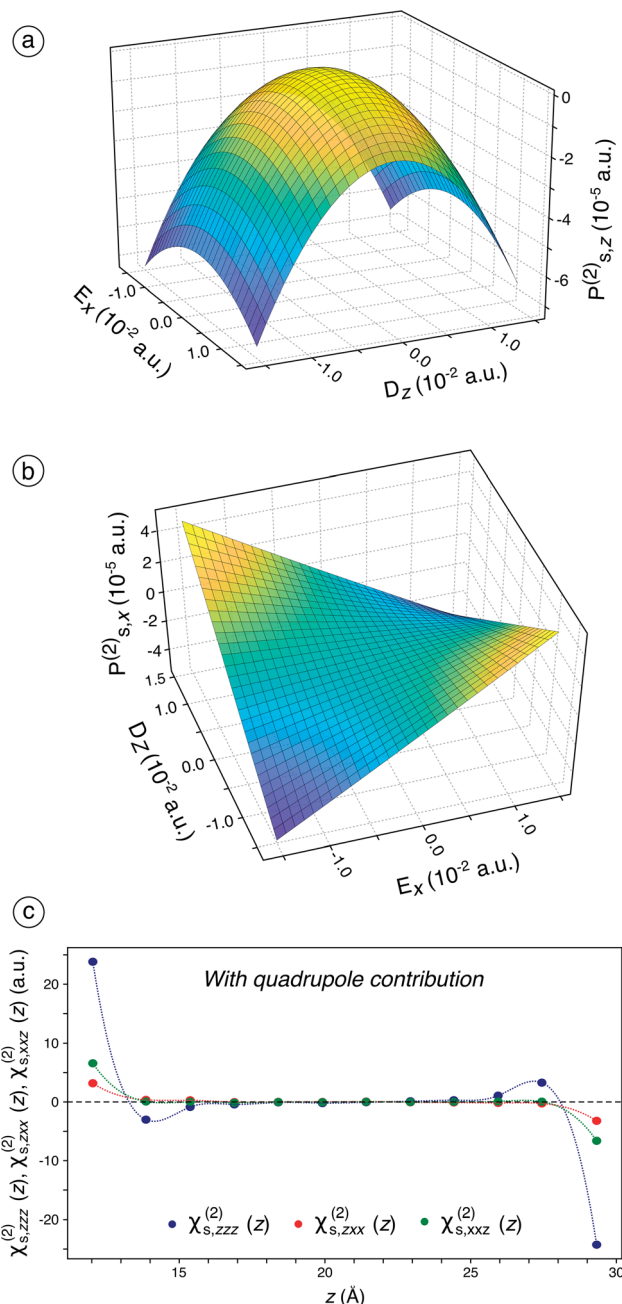 a
0
-2
-4
-6
P(2)s,z (10-5 a.u.)
-1.0
0.0
1.0
Ex (10-2 a.u.)
-1.0
0.0
1.0
DZ (10-2 a.u.)
b
4
2
0
-2
-4
P(2)s,x (10-5 a.u.)
1.5
1.0
0.0
-1.0
DZ (10-2 a.u.)
-1.0
0.0
1.0
Ex (10-2 a.u.)
c
With quadrupole contribution
20
10
0
-10
-20
χ(2)s,zzz (z), χ(2)s,zxx (z), χ(2)s,xxz (z) (a.u.)
χ(2)s,zzz (z) χ(2)s,zxx (z) χ(2)s,xxz (z)
15 20 25 30
z (Å)